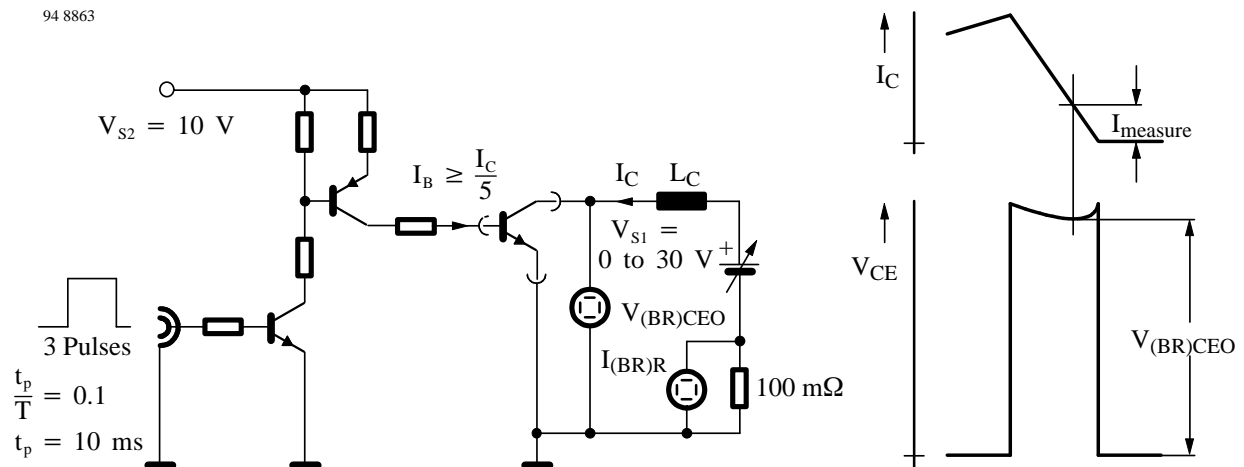 94 8863
V_S2 = 10 V
I_B ≥ I_C/5
I_C
L_C
V_S1 =
0 to 30 V
+
V_(BR)CEO
I_(BR)R
100 mΩ
3 Pulses
t_p/T = 0.1
t_p = 10 ms
I_C
I_measure
V_CE
V_(BR)CEO